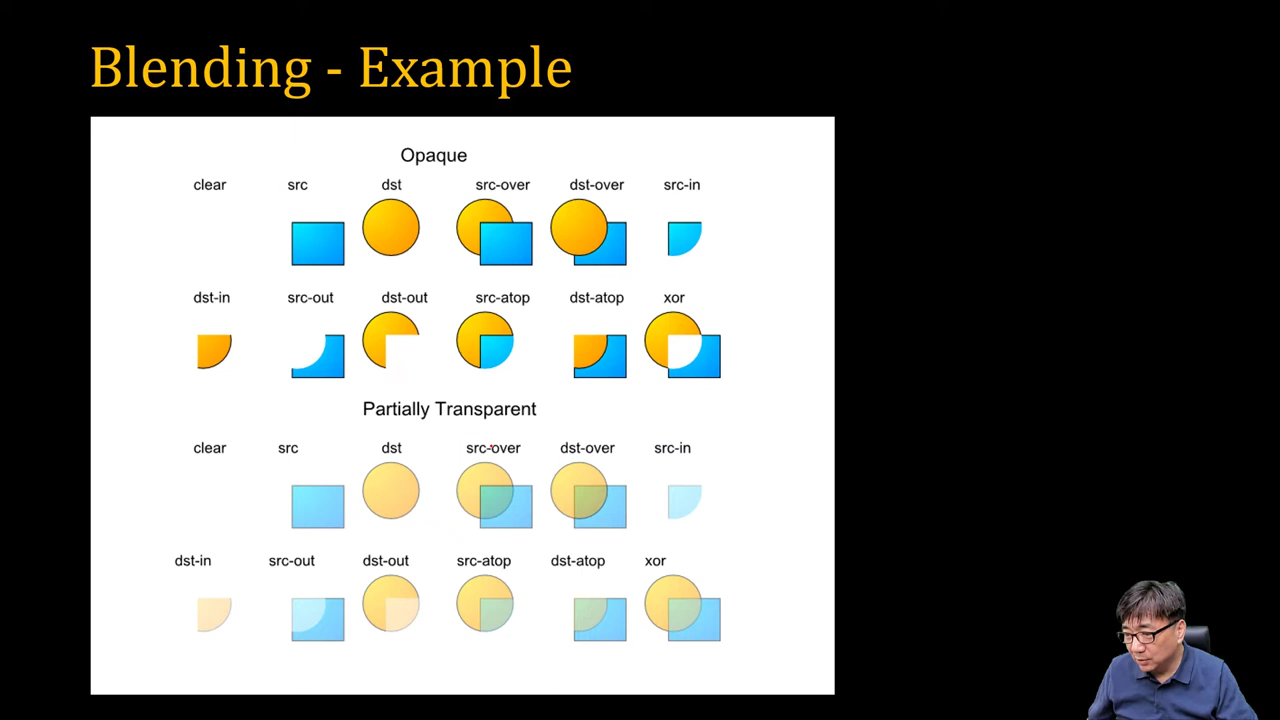 Blending - Example
Opaque
clear src dst src-over dst-over src-in
dst-in src-out dst-out src-atop dst-atop xor
Partially Transparent
clear src dst src-over dst-over src-in
dst-in src-out dst-out src-atop dst-atop xor